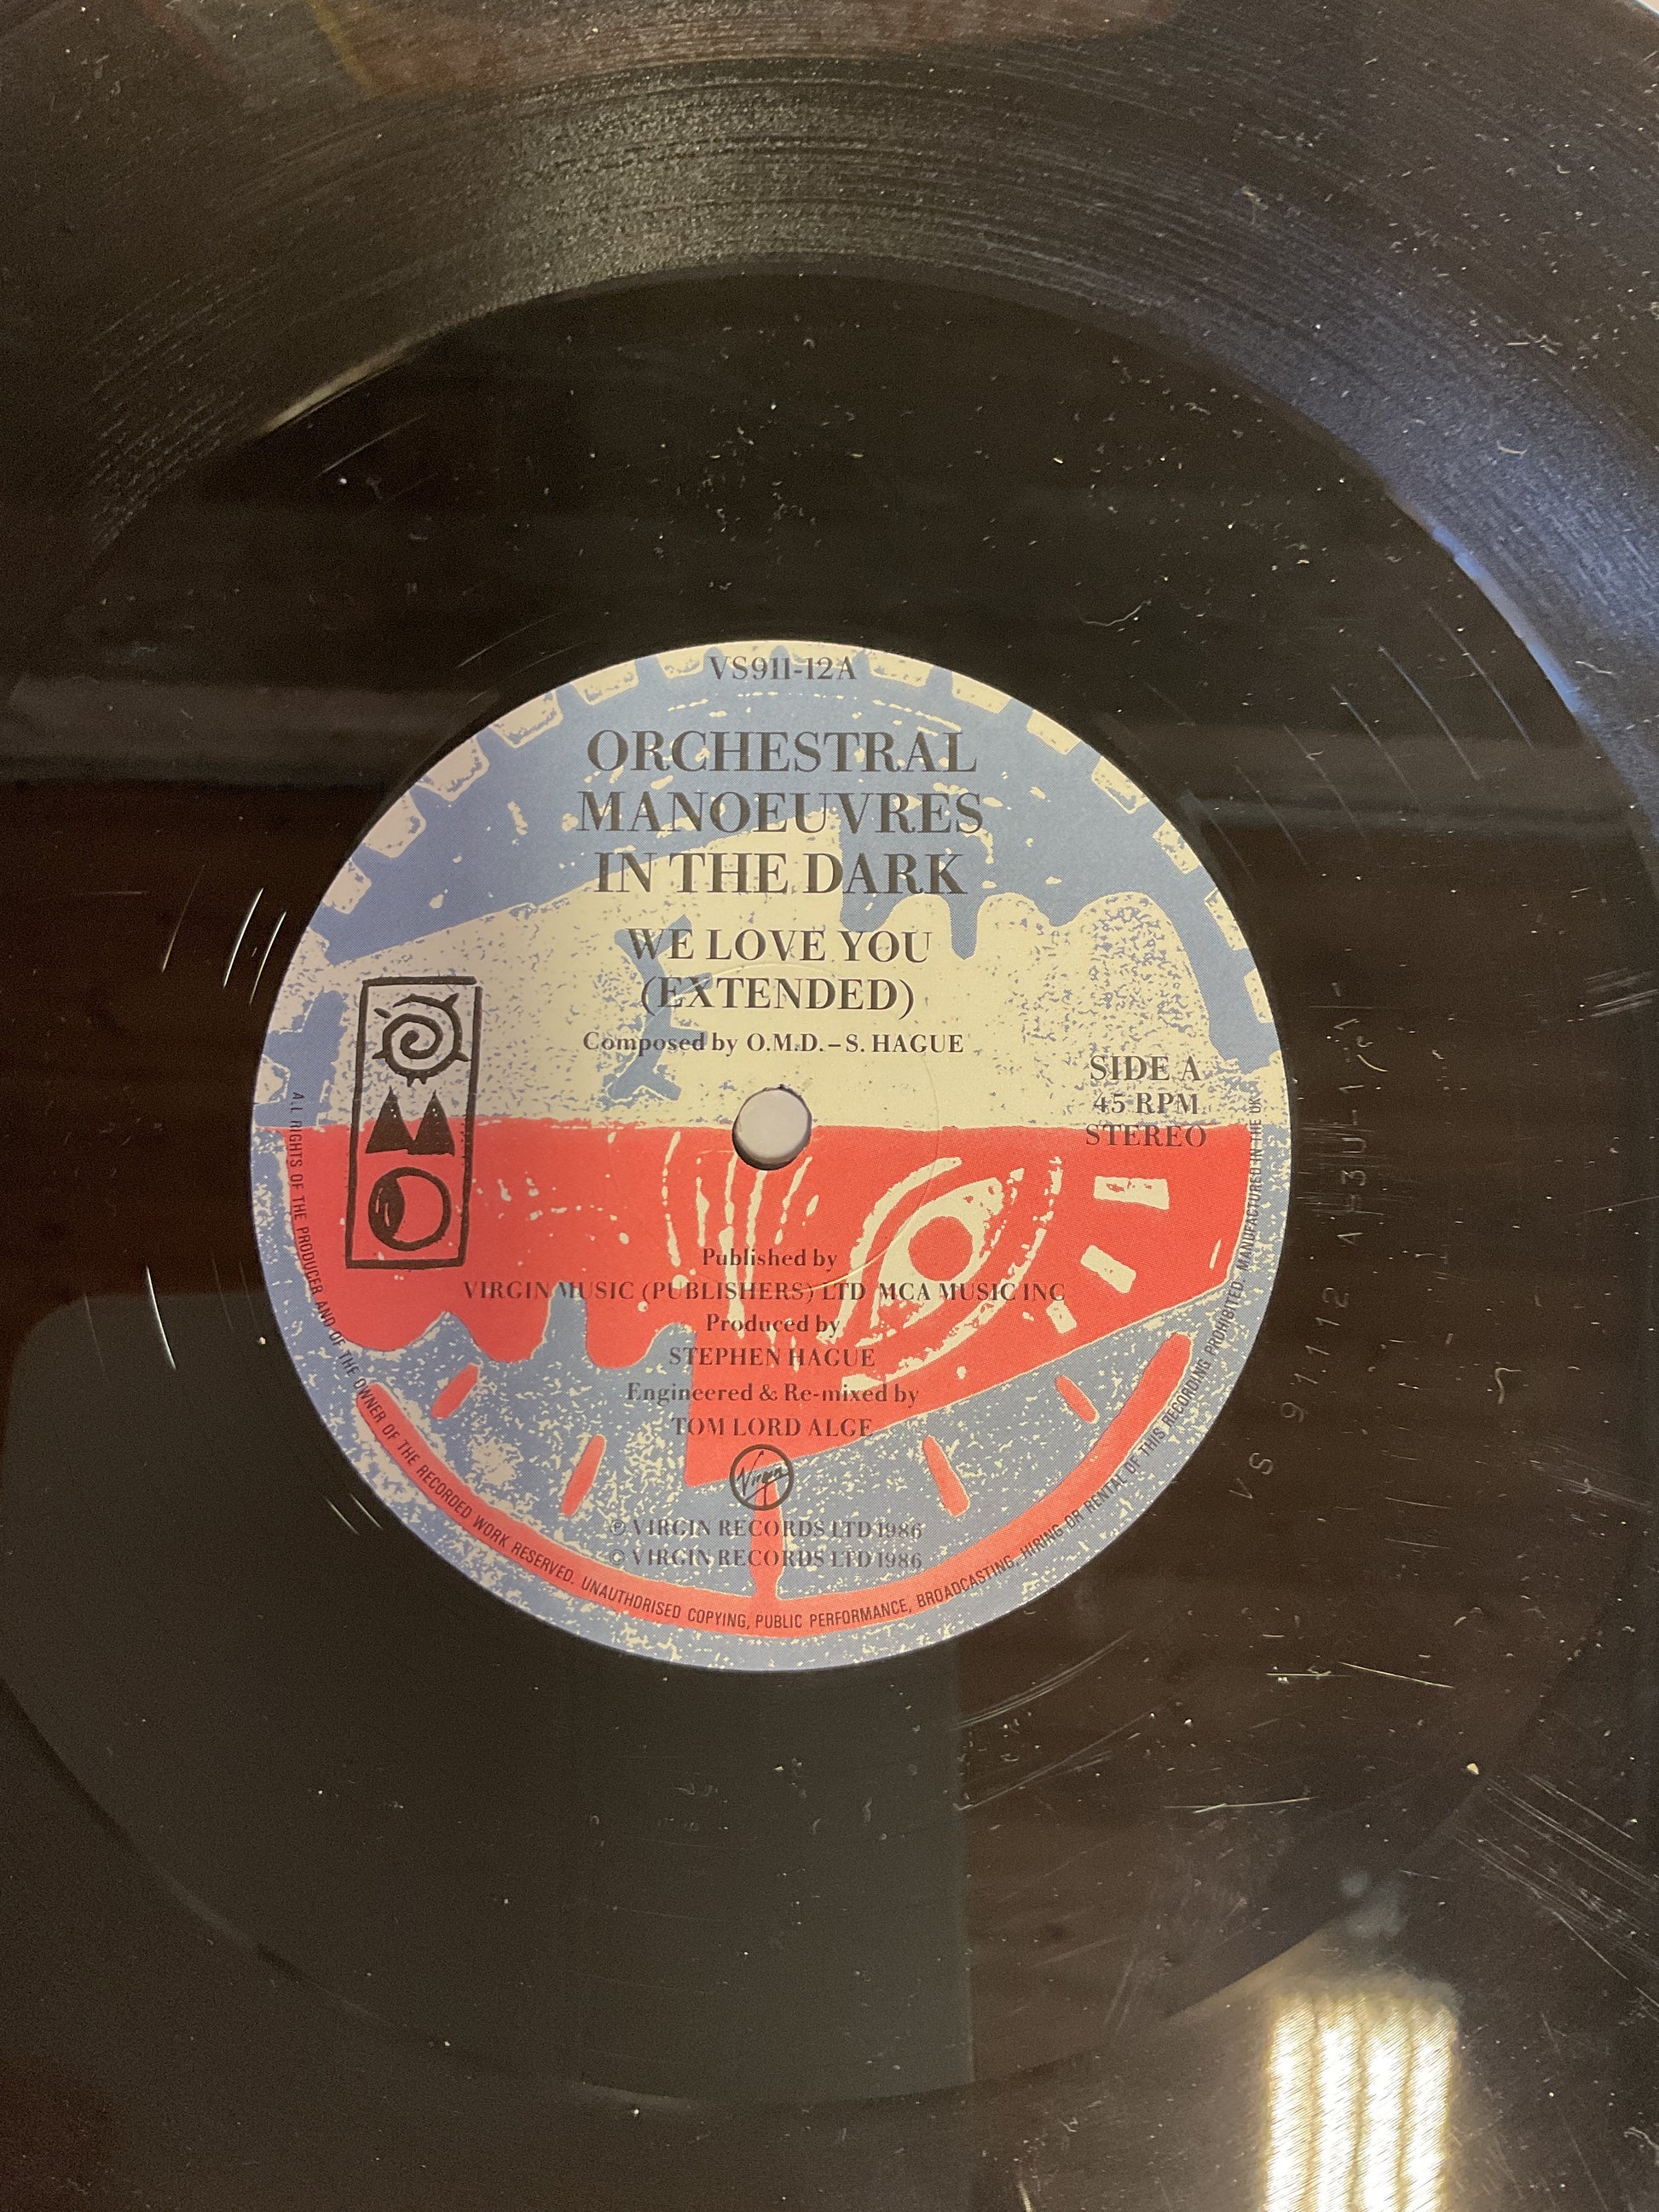 VS911-12A
ORCHESTRAL
MANOEUVRES
IN THE DARK
WE LOVE YOU
(EXTENDED)
Composed by O.M.D. – S. HAGUE
SIDE A
45 RPM
STEREO
Published by
VIRGIN MUSIC (PUBLISHERS) LTD MCA MUSIC INC
Produced by
STEPHEN HAGUE
Engineered & Re-mixed by
TOM LORD ALGE
Virgin
℗ VIRGIN RECORDS LTD 1986
© VIRGIN RECORDS LTD 1986
ALL RIGHTS OF THE PRODUCER AND OF THE OWNER OF THE RECORDED WORK RESERVED. UNAUTHORISED COPYING, PUBLIC PERFORMANCE, BROADCASTING, HIRING OR RENTAL OF THIS RECORDING PROHIBITED. MANUFACTURED IN THE UK.
VS 911 12